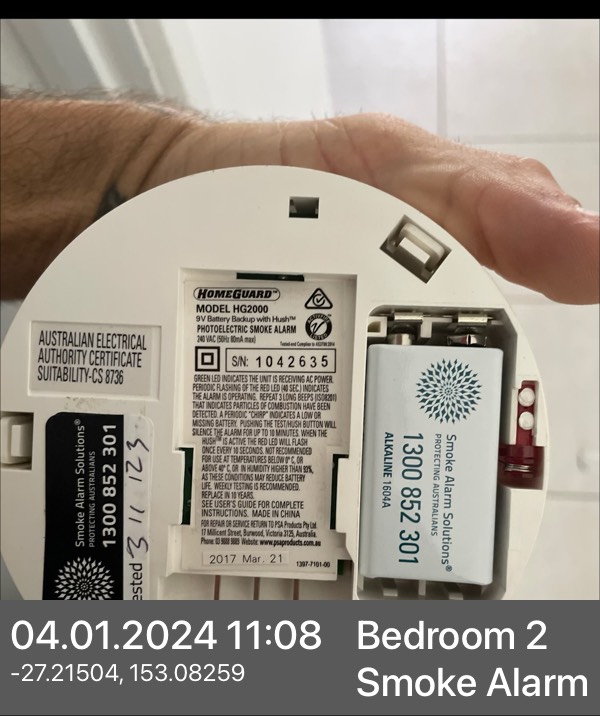 HOMEGUARD™
MODEL HG2000
9V Battery Backup with Hush™
PHOTOELECTRIC SMOKE ALARM
240 VAC (50Hz 80mA max)
Tested and Complies to AS3786:2014
S/N: 1042635
GREEN LED INDICATES THE UNIT IS RECEIVING AC POWER.
PERIODIC FLASHING OF THE RED LED (40 SEC.) INDICATES
THE ALARM IS OPERATING. REPEAT 3 LONG BEEPS (ISO8201)
THAT INDICATES PARTICLES OF COMBUSTION HAVE BEEN
DETECTED. A PERIODIC "CHIRP" INDICATES A LOW OR
MISSING BATTERY. PUSHING THE TEST/HUSH BUTTON WILL
SILENCE THE ALARM FOR UP TO 10 MINUTES. WHEN THE
HUSH™ IS ACTIVE THE RED LED WILL FLASH
ONCE EVERY 10 SECONDS. NOT RECOMMENDED
FOR USE AT TEMPERATURES BELOW 0° C, OR
ABOVE 40° C, OR IN HUMIDITY HIGHER THAN 93%,
AS THESE CONDITIONS MAY REDUCE BATTERY
LIFE. WEEKLY TESTING IS RECOMMENDED.
REPLACE IN 10 YEARS.
SEE USER'S GUIDE FOR COMPLETE
INSTRUCTIONS. MADE IN CHINA
FOR REPAIR OR SERVICE RETURN TO PSA Products Pty Ltd,
17 Millicent Street, Burwood, Victoria 3125, Australia.
Phone: 03 9888 9889 Website: www.psaproducts.com.au
2017 Mar. 21
1397-7101-00
AUSTRALIAN ELECTRICAL
AUTHORITY CERTIFICATE
SUITABILITY-CS 8736
Smoke Alarm Solutions®
PROTECTING AUSTRALIANS
1300 852 301
ested 3 11 123
Smoke Alarm Solutions®
PROTECTING AUSTRALIANS
1300 852 301
ALKALINE 1604A
04.01.2024 11:08
-27.21504, 153.08259
Bedroom 2
Smoke Alarm